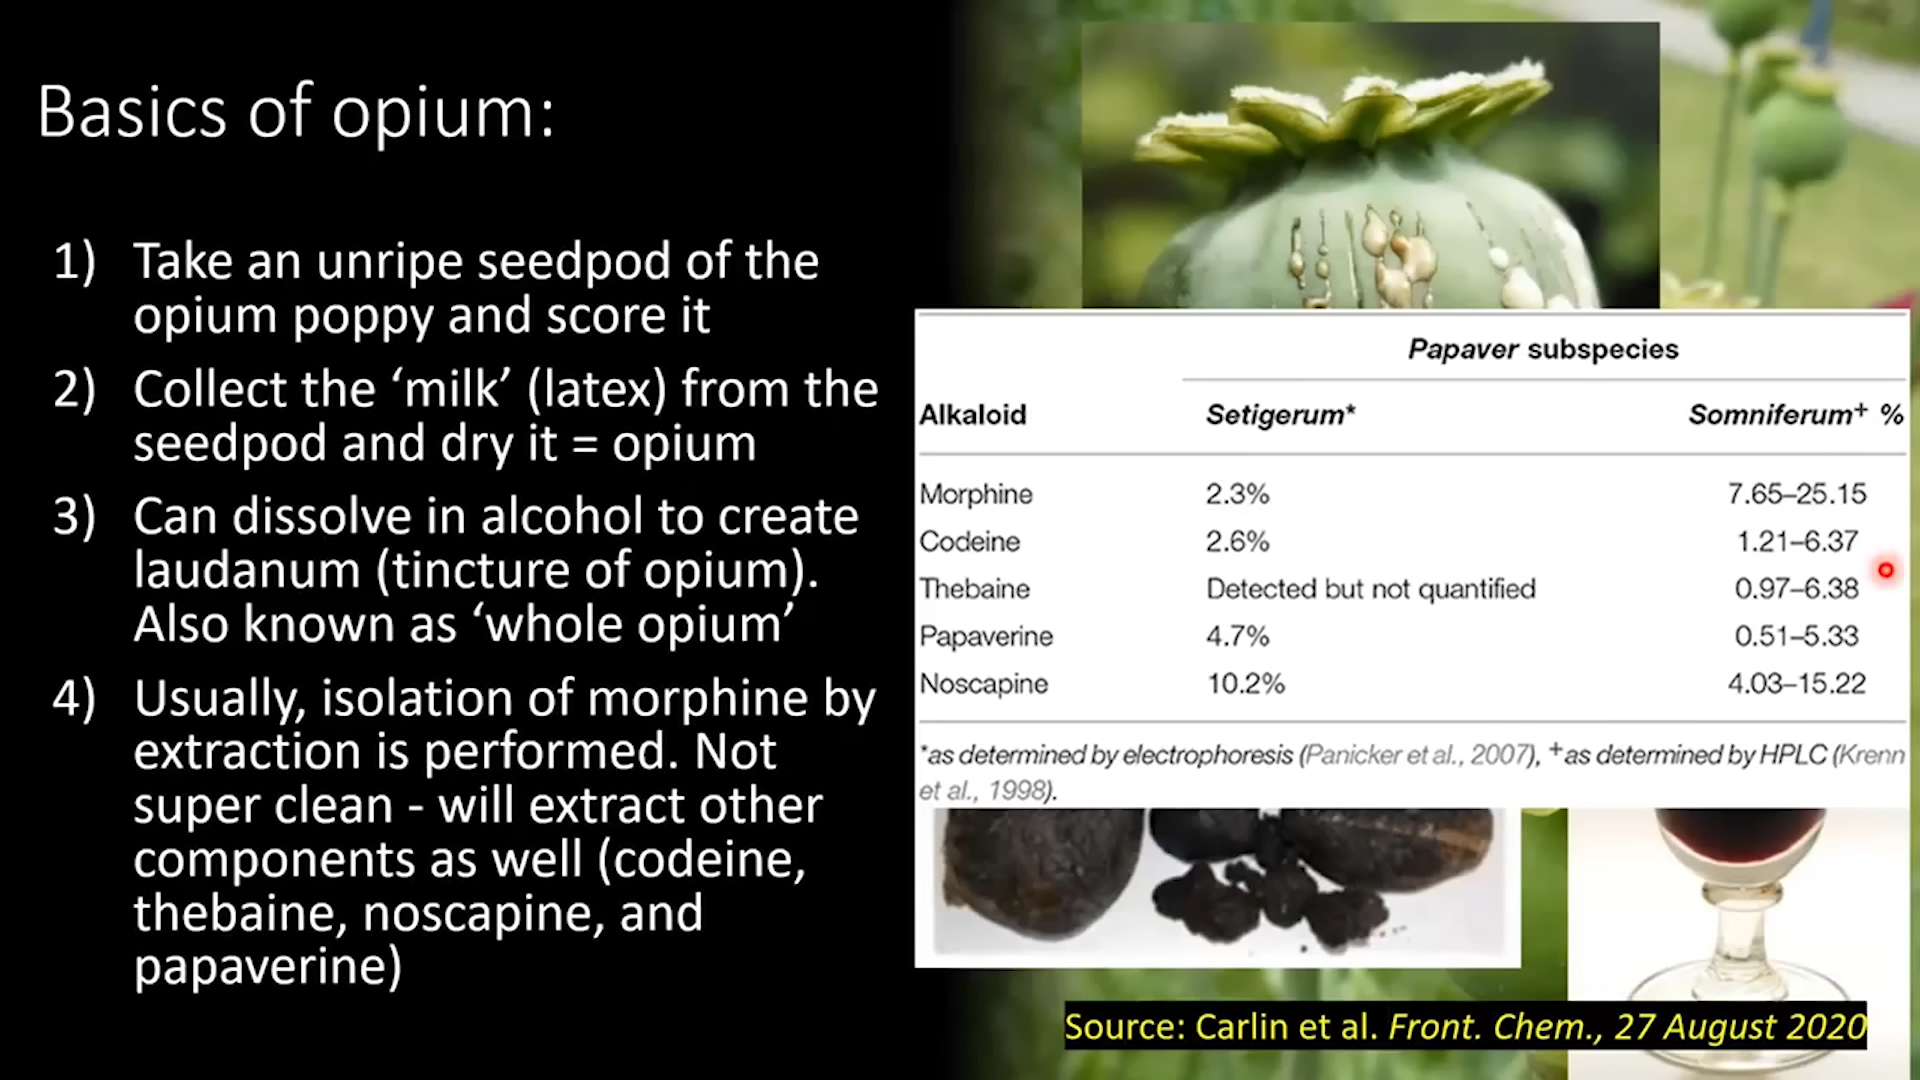 Basics of opium:
1) Take an unripe seedpod of the
opium poppy and score it
2) Collect the ‘milk’ (latex) from the
seedpod and dry it = opium
3) Can dissolve in alcohol to create
laudanum (tincture of opium).
Also known as ‘whole opium’
4) Usually, isolation of morphine by
extraction is performed. Not
super clean - will extract other
components as well (codeine,
thebaine, noscapine, and
papaverine)
Papaver subspecies
Alkaloid Setigerum* Somniferum+ %
Morphine 2.3% 7.65–25.15
Codeine 2.6% 1.21–6.37
Thebaine Detected but not quantified 0.97–6.38
Papaverine 4.7% 0.51–5.33
Noscapine 10.2% 4.03–15.22
*as determined by electrophoresis (Panicker et al., 2007), +as determined by HPLC (Krenn
et al., 1998).
Source: Carlin et al. Front. Chem., 27 August 2020